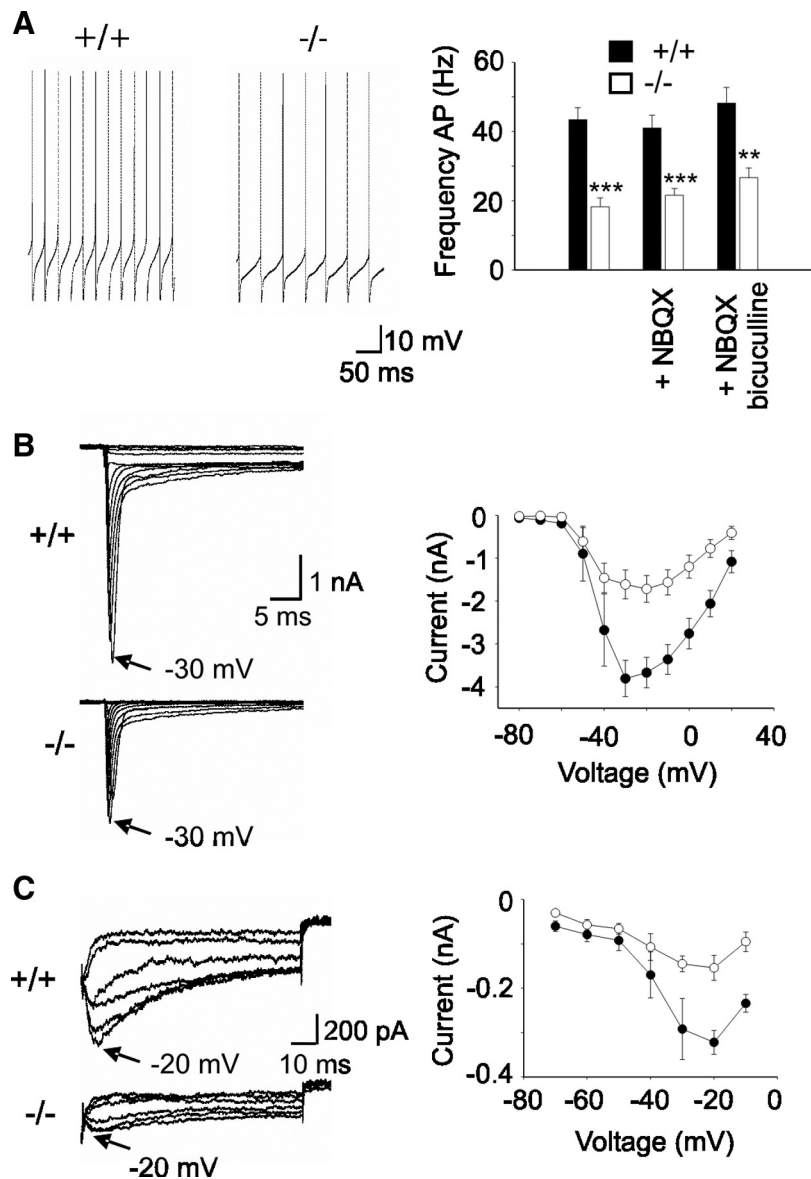 A
+/+
-/-
10 mV
50 ms
Frequency AP (Hz)
60
40
20
0
+/+
-/-
***
***
**
+ NBQX
+ NBQX
bicuculline
B
+/+
1 nA
5 ms
-30 mV
-/-
-30 mV
Current (nA)
0
-1
-2
-3
-4
-80
-40
0
40
Voltage (mV)
C
+/+
200 pA
10 ms
-20 mV
-/-
-20 mV
Current (nA)
0
-0.2
-0.4
-80
-60
-40
-20
0
Voltage (mV)